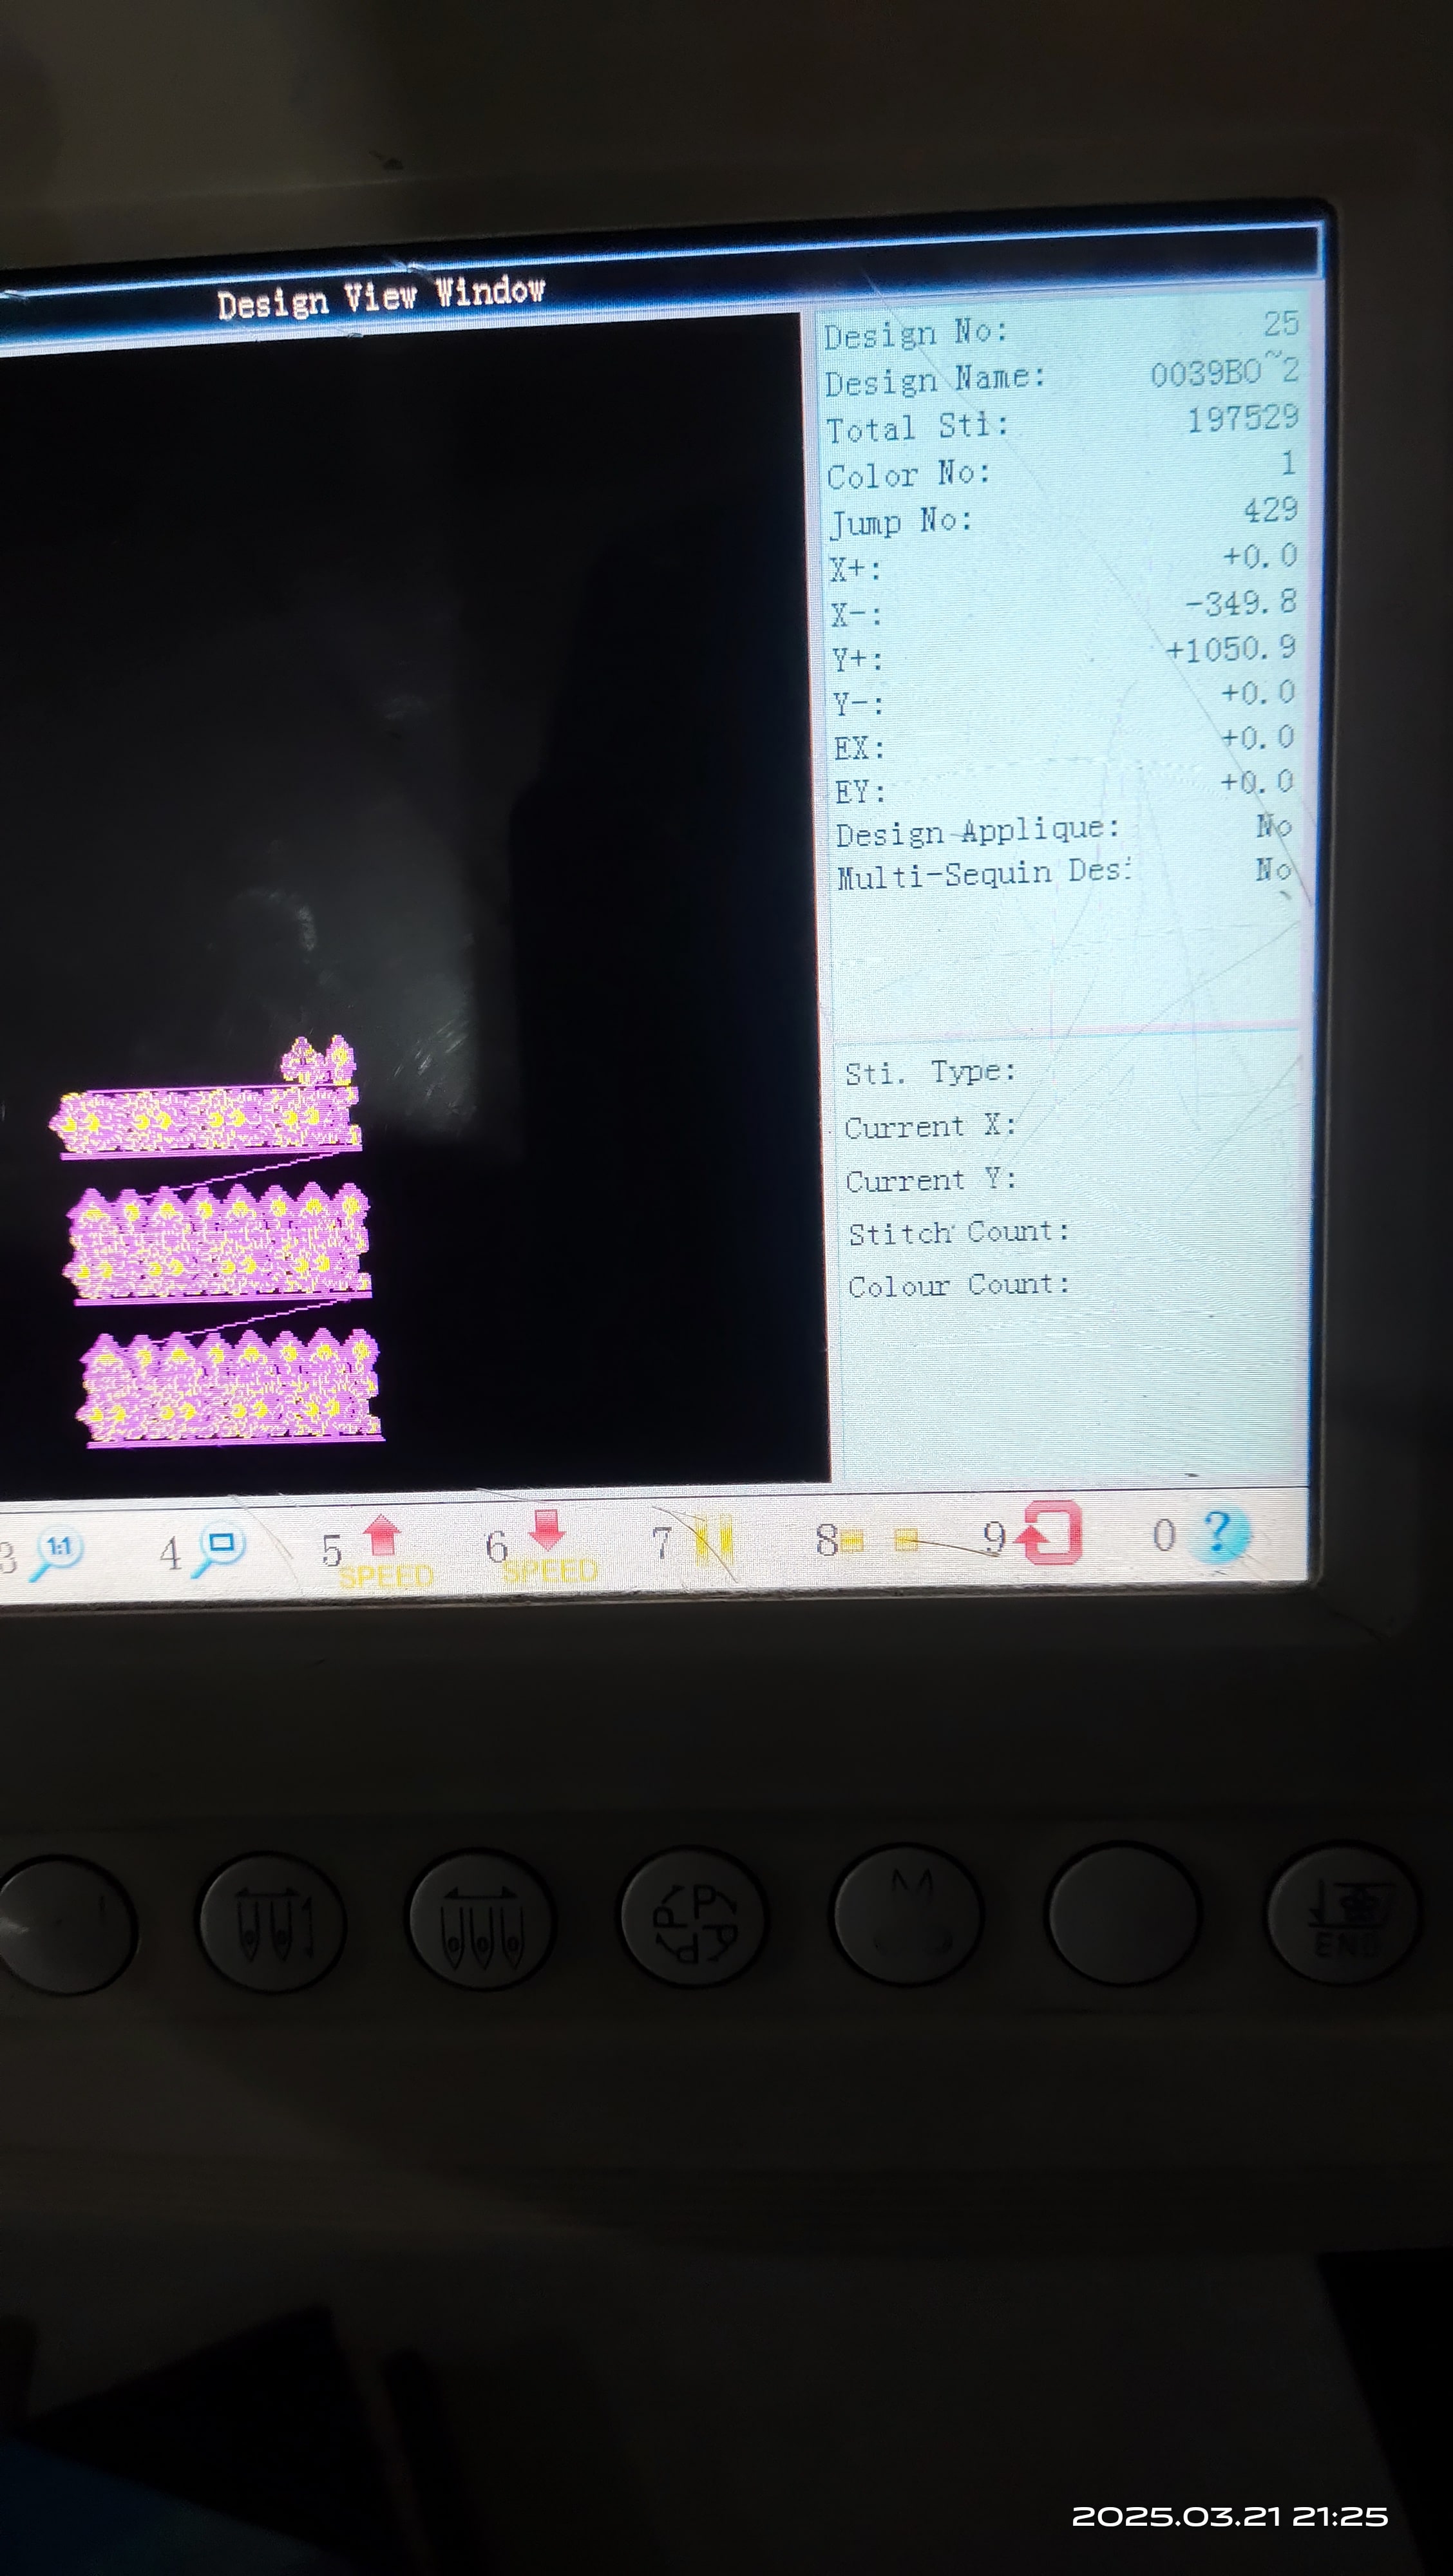 Design View Window
Design No: 25
Design Name: 0039BO~2
Total Sti: 197529
Color No: 1
Jump No: 429
X+: +0.0
X-: -349.8
Y+: +1050.9
Y-: +0.0
EX: +0.0
EY: +0.0
Design Applique: No
Multi-Sequin Des: No
Sti. Type:
Current X:
Current Y:
Stitch Count:
Colour Count:
3 1:1 4 5 SPEED 6 SPEED 7 8 9 0 ?
P P P P M END
2025.03.21 21:25